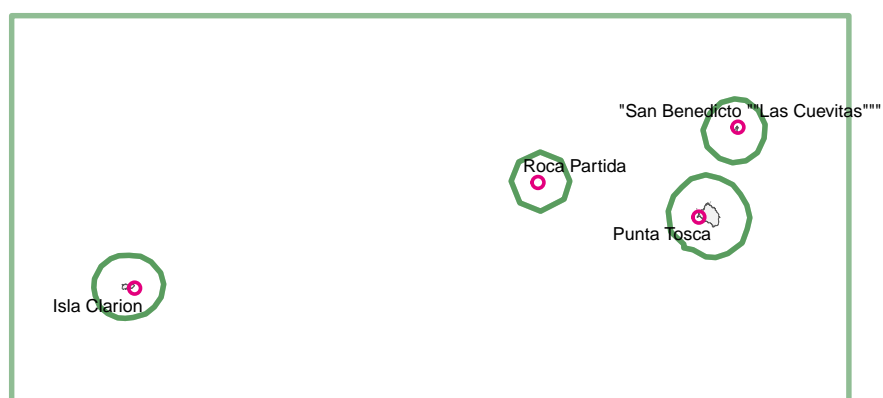 "San Benedicto ""Las Cuevitas"""
Roca Partida
Punta Tosca
Isla Clarion